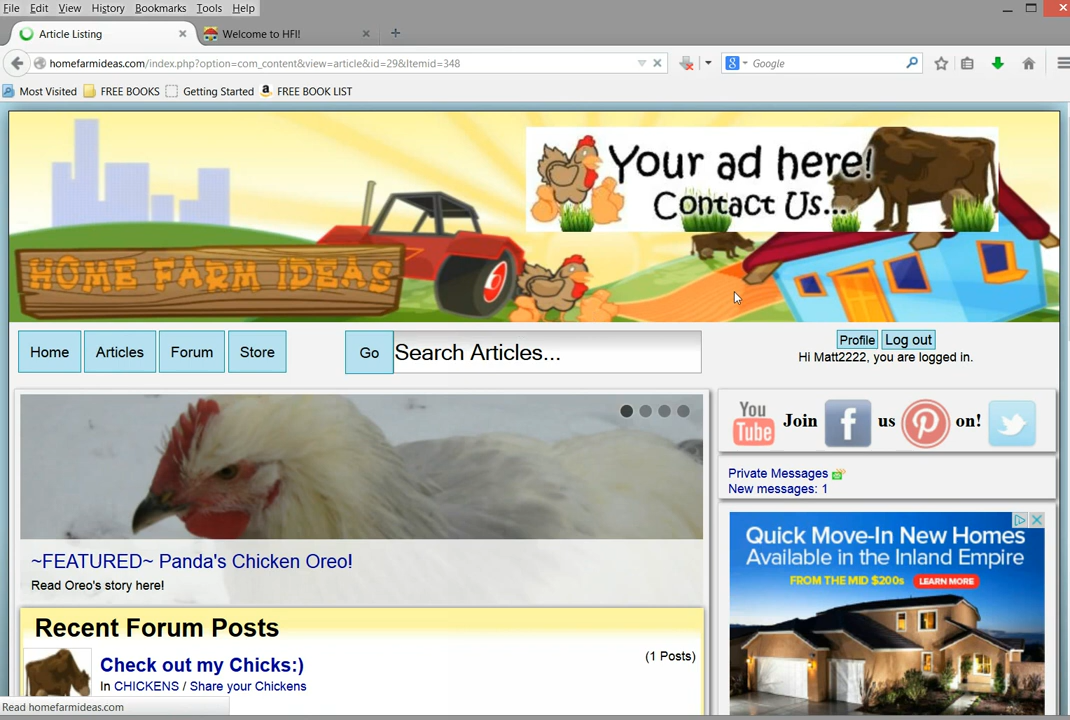 File Edit View History Bookmarks Tools Help
Article Listing
Welcome to HFI!
homefarmideas.com/index.php?option=com_content&view=article&id=29&Itemid=348
Google
Most Visited FREE BOOKS Getting Started FREE BOOK LIST
Your ad here!
Contact Us...
HOME FARM IDEAS
Home Articles Forum Store
Go Search Articles...
Profile Log out
Hi Matt2222, you are logged in.
You Tube Join us on!
Private Messages
New messages: 1
~FEATURED~ Panda's Chicken Oreo!
Read Oreo's story here!
Quick Move-In New Homes
Available in the Inland Empire
FROM THE MID $200s LEARN MORE
Recent Forum Posts
Check out my Chicks:)
(1 Posts)
In CHICKENS / Share your Chickens
Read homefarmideas.com